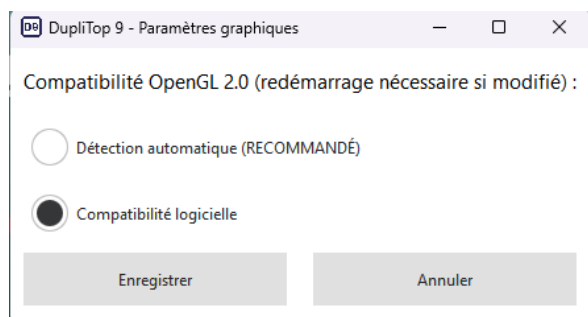 D9 DupliTop 9 - Paramètres graphiques
Compatibilité OpenGL 2.0 (redémarrage nécessaire si modifié) :
Détection automatique (RECOMMANDÉ)
Compatibilité logicielle
Enregistrer Annuler